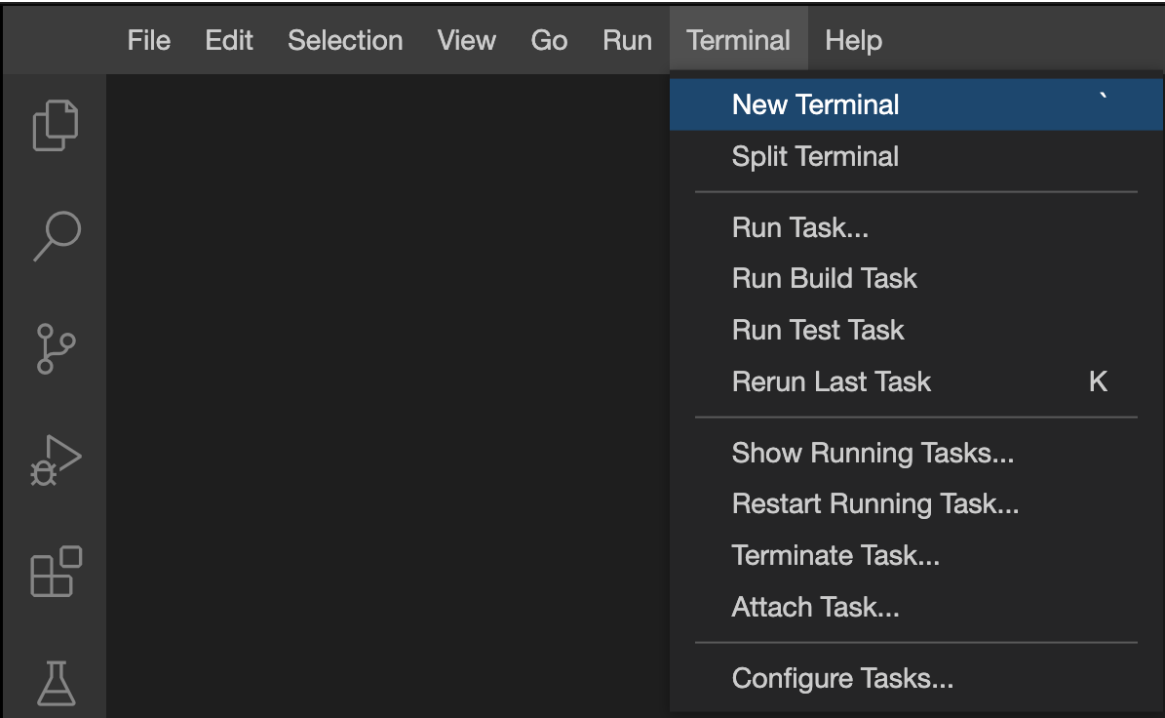 File Edit Selection View Go Run Terminal Help
New Terminal `
Split Terminal
Run Task...
Run Build Task
Run Test Task
Rerun Last Task K
Show Running Tasks...
Restart Running Task...
Terminate Task...
Attach Task...
Configure Tasks...